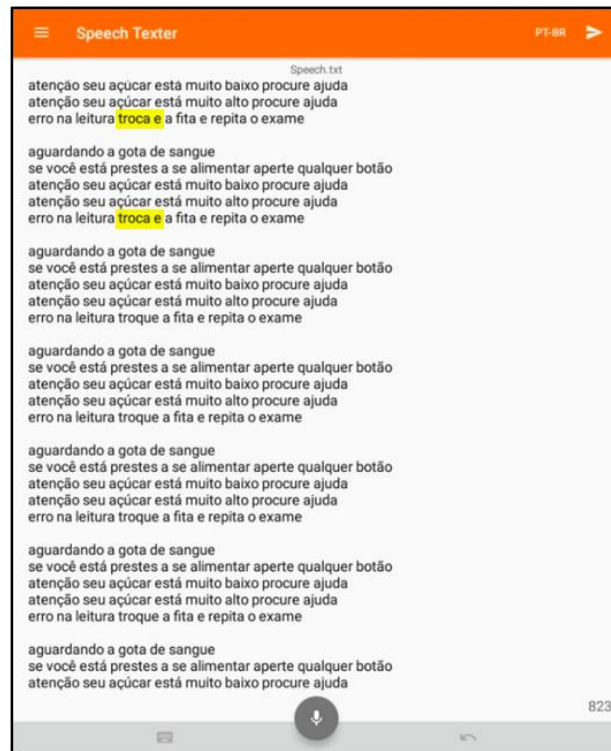 Speech Texter
PT-BR
Speech.txt
atenção seu açúcar está muito baixo procure ajuda
atenção seu açúcar está muito alto procure ajuda
erro na leitura troca e a fita e repita o exame
aguardando a gota de sangue
se você está prestes a se alimentar aperte qualquer botão
atenção seu açúcar está muito baixo procure ajuda
atenção seu açúcar está muito alto procure ajuda
erro na leitura troca e a fita e repita o exame
aguardando a gota de sangue
se você está prestes a se alimentar aperte qualquer botão
atenção seu açúcar está muito baixo procure ajuda
atenção seu açúcar está muito alto procure ajuda
erro na leitura troque a fita e repita o exame
aguardando a gota de sangue
se você está prestes a se alimentar aperte qualquer botão
atenção seu açúcar está muito baixo procure ajuda
atenção seu açúcar está muito alto procure ajuda
erro na leitura troque a fita e repita o exame
aguardando a gota de sangue
se você está prestes a se alimentar aperte qualquer botão
atenção seu açúcar está muito baixo procure ajuda
atenção seu açúcar está muito alto procure ajuda
erro na leitura troque a fita e repita o exame
aguardando a gota de sangue
se você está prestes a se alimentar aperte qualquer botão
atenção seu açúcar está muito baixo procure ajuda
atenção seu açúcar está muito alto procure ajuda
erro na leitura troque a fita e repita o exame
aguardando a gota de sangue
se você está prestes a se alimentar aperte qualquer botão
atenção seu açúcar está muito baixo procure ajuda
823